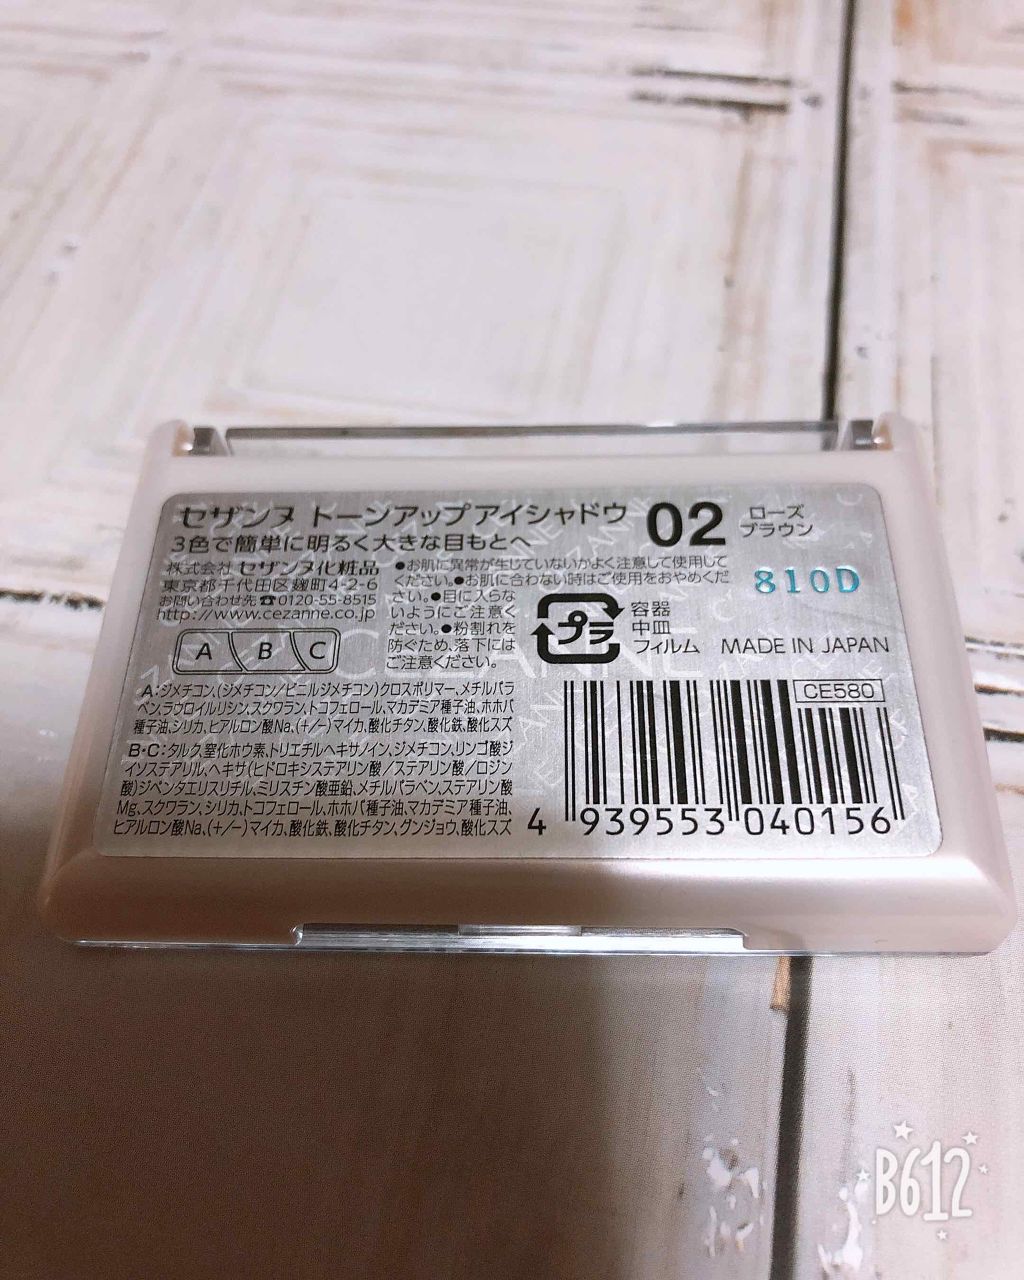 セザンヌ トーンアップアイシャドウ 02 ローズ
ブラウン
3色で簡単に明るく大きな目もとへ
株式会社 セザンヌ化粧品
東京都千代田区麹町4-2-6
お問い合わせ先☎0120-55-8515
http://www.cezanne.co.jp
A B C
●お肌に異常が生じていないかよく注意して使用して
ください。●お肌に合わない時はご使用をおやめくだ
さい。●目に入らな
いようにご注意く
ださい。●粉割れを
防ぐため、落下には
ご注意ください。
810D
プラ
容器
中皿
フィルム
MADE IN JAPAN
A:ジメチコン、(ジメチコン/ビニルジメチコン)クロスポリマー、メチルパラ
ベン、ラウロイルリシン、スクワラン、トコフェロール、マカデミア種子油、ホホバ
種子油、シリカ、ヒアルロン酸Na、(+/−)マイカ、酸化チタン、酸化鉄、酸化スズ
B・C:タルク、窒化ホウ素、トリエチルヘキサノイン、ジメチコン、リンゴ酸ジ
イソステアリル、ヘキサ(ヒドロキシステアリン酸/ステアリン酸/ロジン
酸)ジペンタエリスリチル、ミリスチン酸亜鉛、メチルパラベン、ステアリン酸
Mg、スクワラン、シリカ、トコフェロール、ホホバ種子油、マカデミア種子油、
ヒアルロン酸Na、(+/−)マイカ、酸化鉄、酸化チタン、グンジョウ、酸化スズ
CE580
4 939553 040156
B612